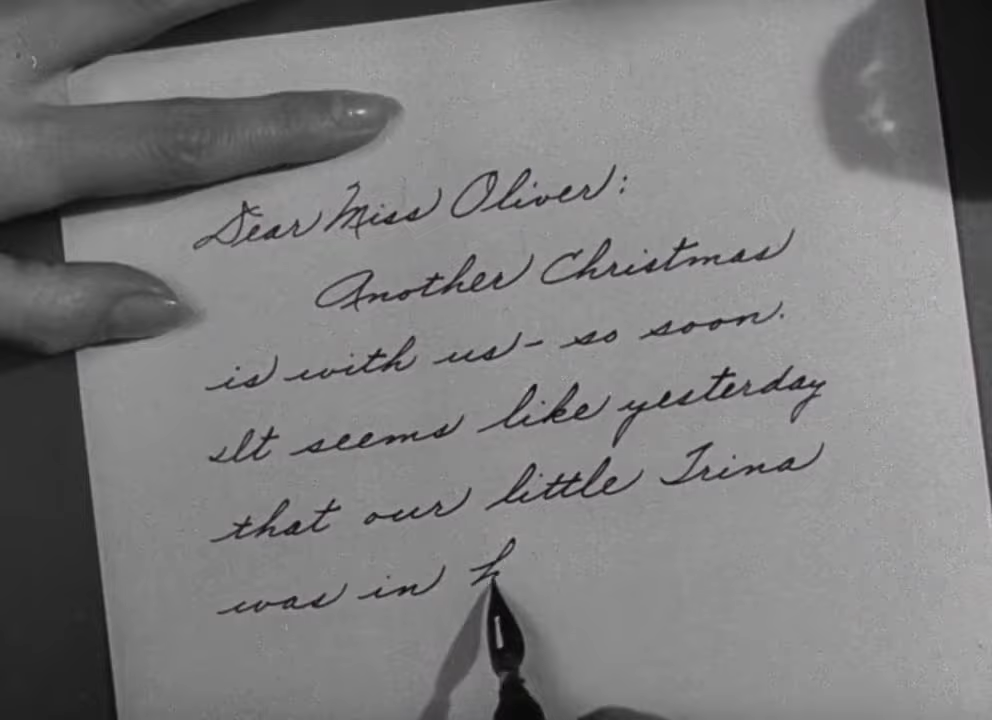 Dear Miss Oliver:
Another Christmas
is with us - so soon.
It seems like yesterday
that our little Trina
was in h